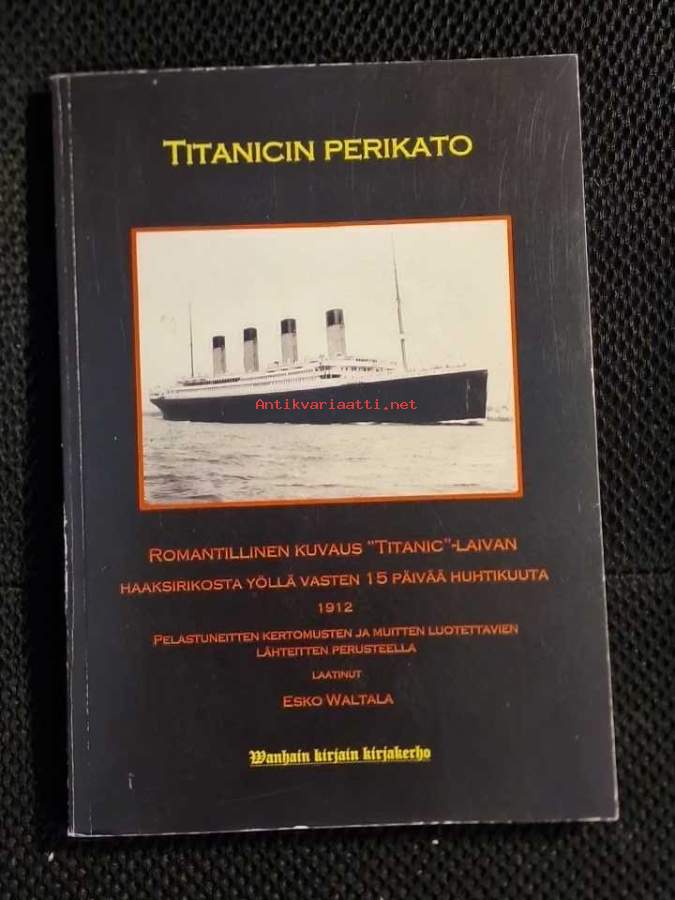 TITANICIN PERIKATO
Antikvariaatti.net
ROMANTILLINEN KUVAUS "TITANIC"-LAIVAN
HAAKSIRIKOSTA YÖLLÄ VASTEN 15 PÄIVÄÄ HUHTIKUUTA
1912
PELASTUNEITTEN KERTOMUSTEN JA MUITTEN LUOTETTAVIEN
LÄHTEITTEN PERUSTEELLA
LAATINUT
ESKO WALTALA
Wanhain kirjain kirjakerho